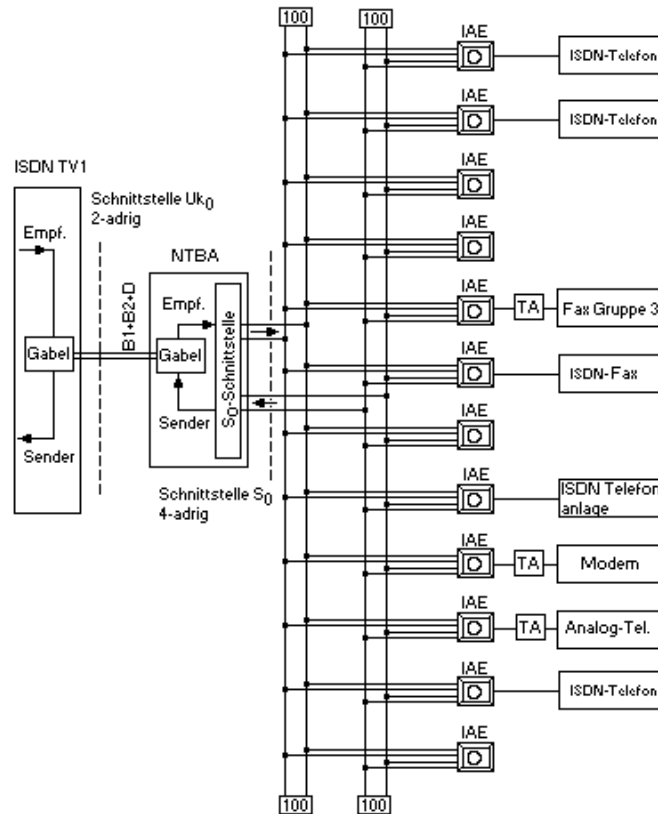 100
100
IAE
ISDN-Telefon
IAE
ISDN-Telefon
IAE
ISDN TV1
Schnittstelle Uk0
2-adrig
IAE
Empf.
B1+B2+D
NTBA
IAE
Empf.
S0-Schnittstelle
TA
Fax Gruppe 3
Gabel
Gabel
IAE
ISDN-Fax
Sender
Sender
IAE
Schnittstelle S0
4-adrig
IAE
ISDN Telefon
anlage
IAE
TA
Modem
IAE
TA
Analog-Tel.
IAE
ISDN-Telefon
IAE
100
100